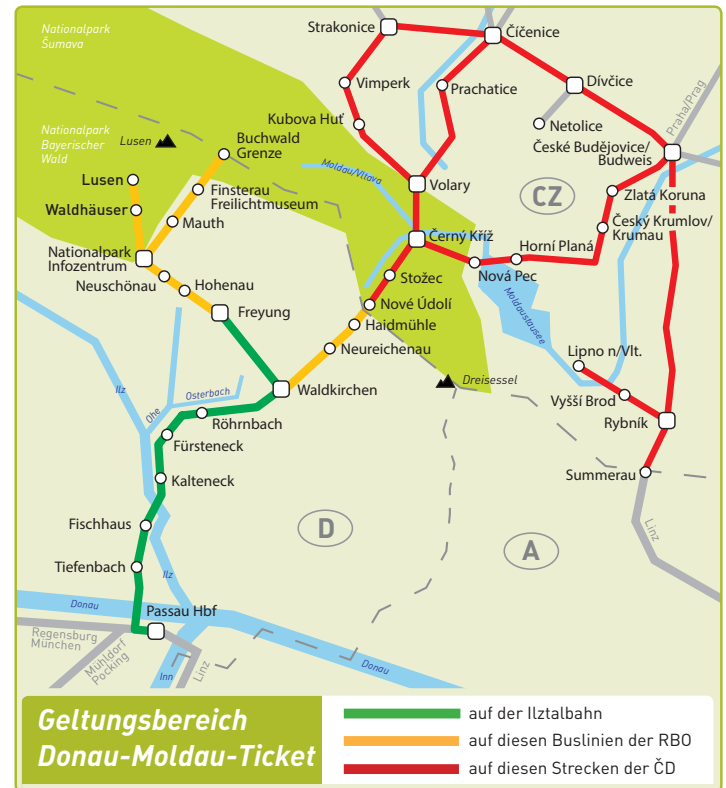 Nationalpark
Šumava
Strakonice
Číčenice
Vimperk
Prachatice
Dívčice
Praha/Prag
Kubova Huť
Netolice
Nationalpark
Bayerischer
Wald
Lusen
Buchwald
Grenze
České Budějovice/
Budweis
Moldau/Vltava
Lusen
Volary
CZ
Zlatá Koruna
Finsterau
Freilichtmuseum
Waldhäuser
Mauth
Český Krumlov/
Krumau
Černý Kříž
Horní Planá
Nationalpark
Infozentrum
Nová Pec
Stožec
Neuschönau
Hohenau
Nové Údolí
Moldaustausee
Freyung
Haidmühle
Neureichenau
Lipno n/Vlt.
Dreisessel
Ilz
Osterbach
Waldkirchen
Vyšší Brod
Ohe
Röhrnbach
Rybník
Fürsteneck
Kalteneck
Summerau
Fischhaus
D
A
Linz
Tiefenbach
Ilz
Donau
Passau Hbf
Regensburg
München
Mühldorf
Pocking
Inn
Linz
Donau
Geltungsbereich
Donau-Moldau-Ticket
auf der Ilztalbahn
auf diesen Buslinien der RBO
auf diesen Strecken der ČD